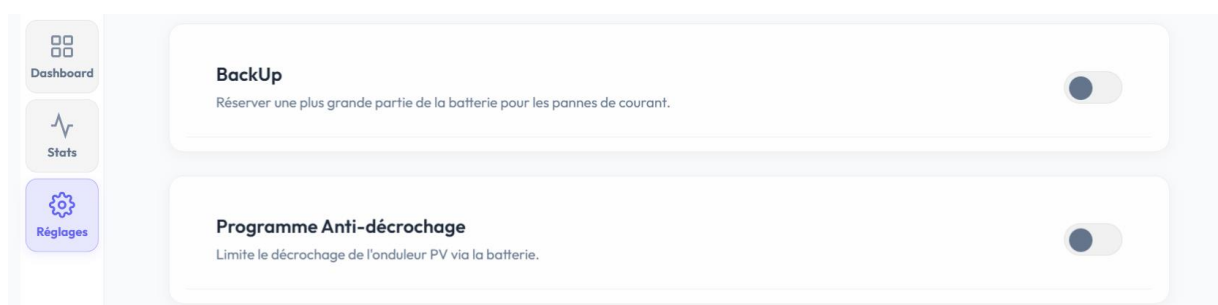 Dashboard
Stats
Réglages
BackUp
Réserver une plus grande partie de la batterie pour les pannes de courant.
Programme Anti-décrochage
Limite le décrochage de l'onduleur PV via la batterie.